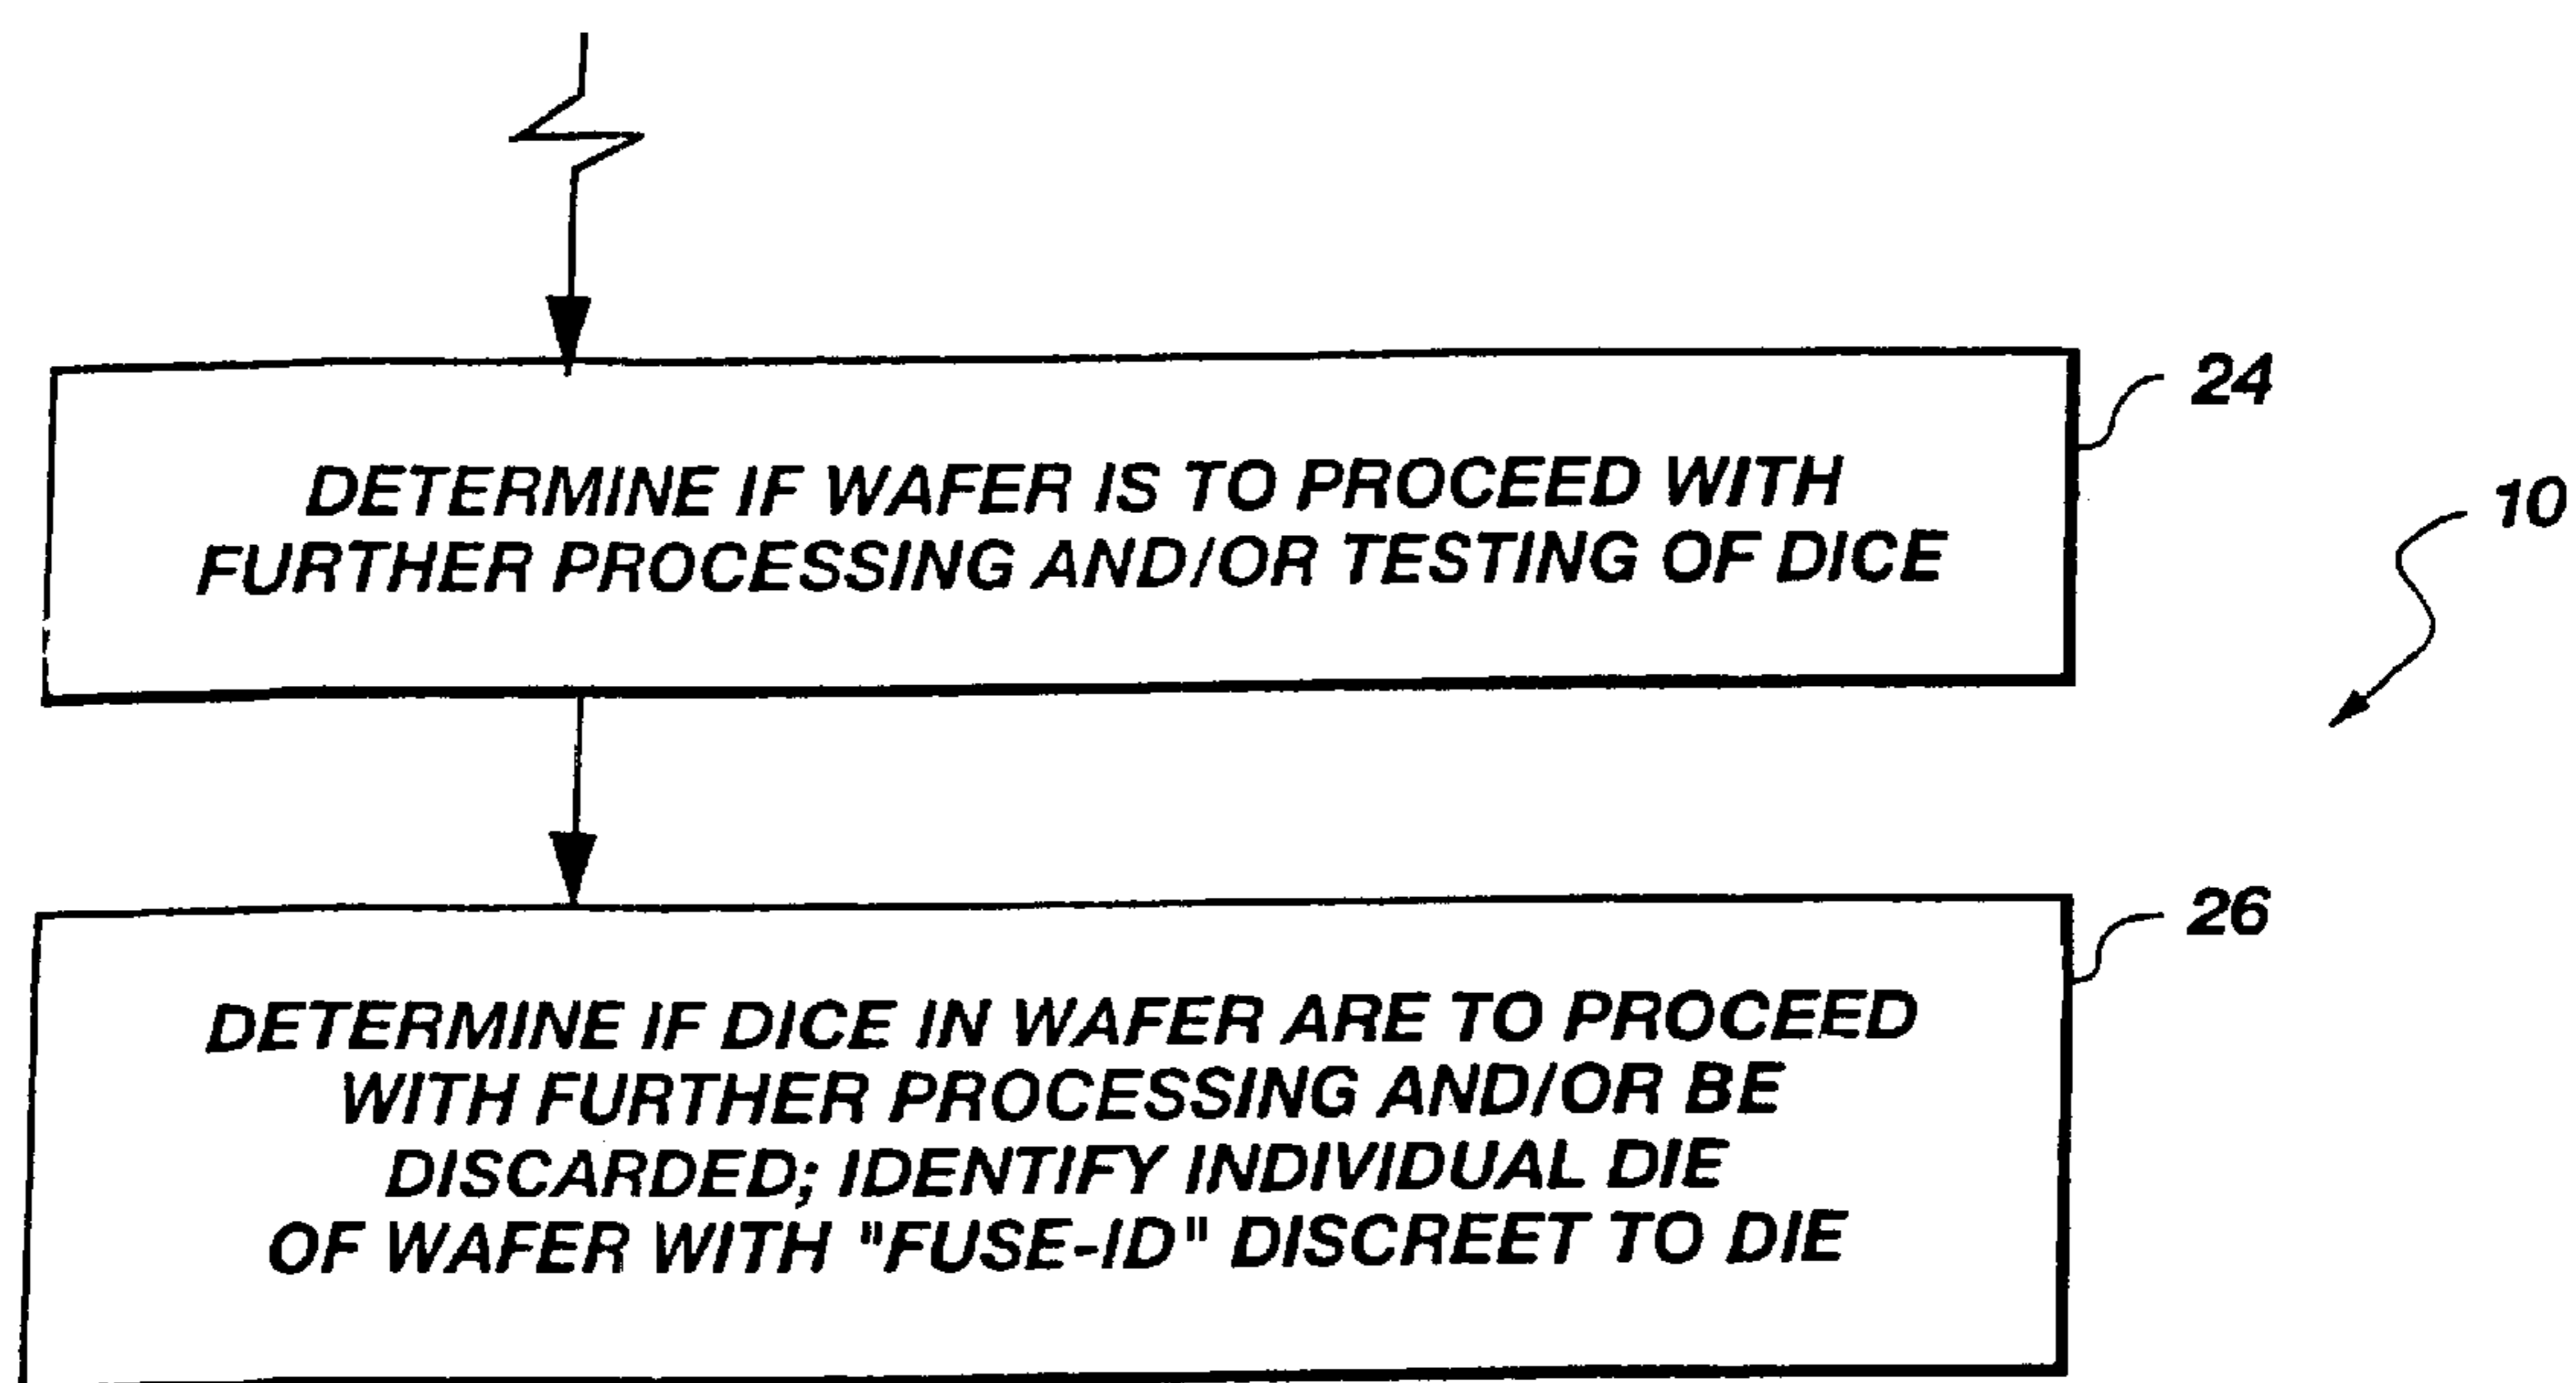 24
DETERMINE IF WAFER IS TO PROCEED WITH
FURTHER PROCESSING AND/OR TESTING OF DICE
10
26
DETERMINE IF DICE IN WAFER ARE TO PROCEED
WITH FURTHER PROCESSING AND/OR BE
DISCARDED; IDENTIFY INDIVIDUAL DIE
OF WAFER WITH "FUSE-ID" DISCREET TO DIE